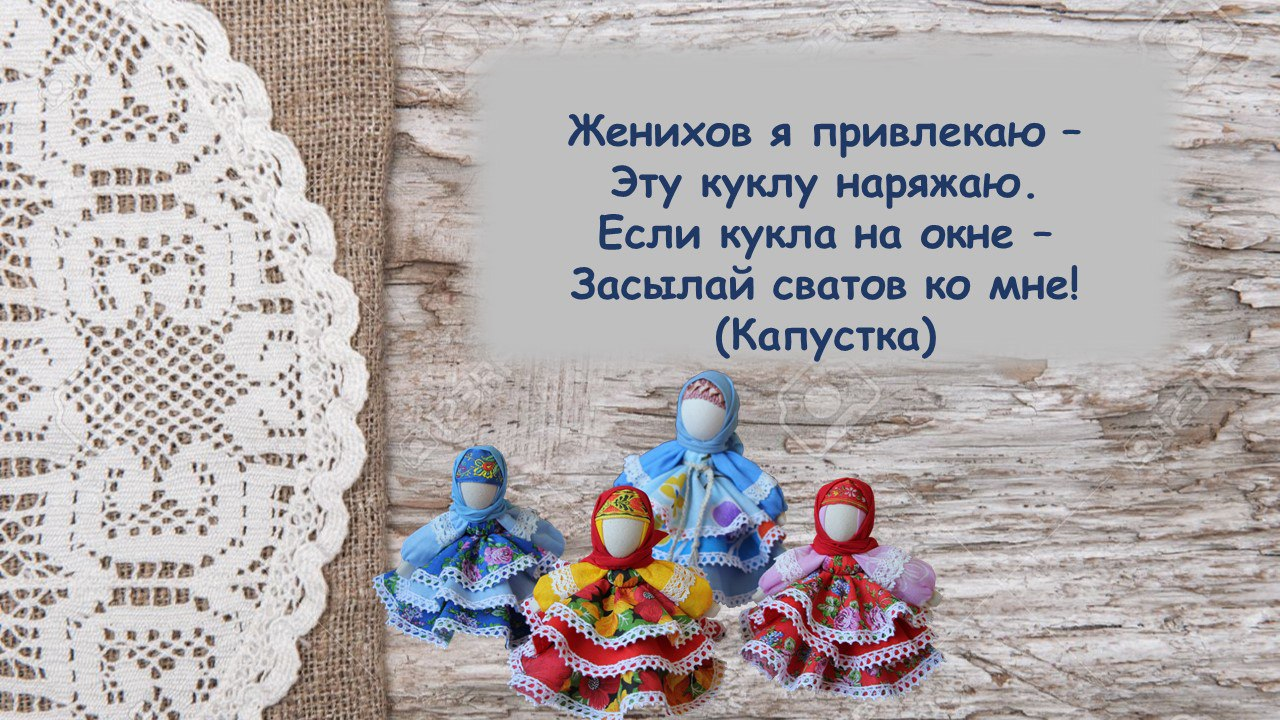 Женихов я привлекаю –
Эту куклу наряжаю.
Если кукла на окне –
Засылай сватов ко мне!
(Капустка)